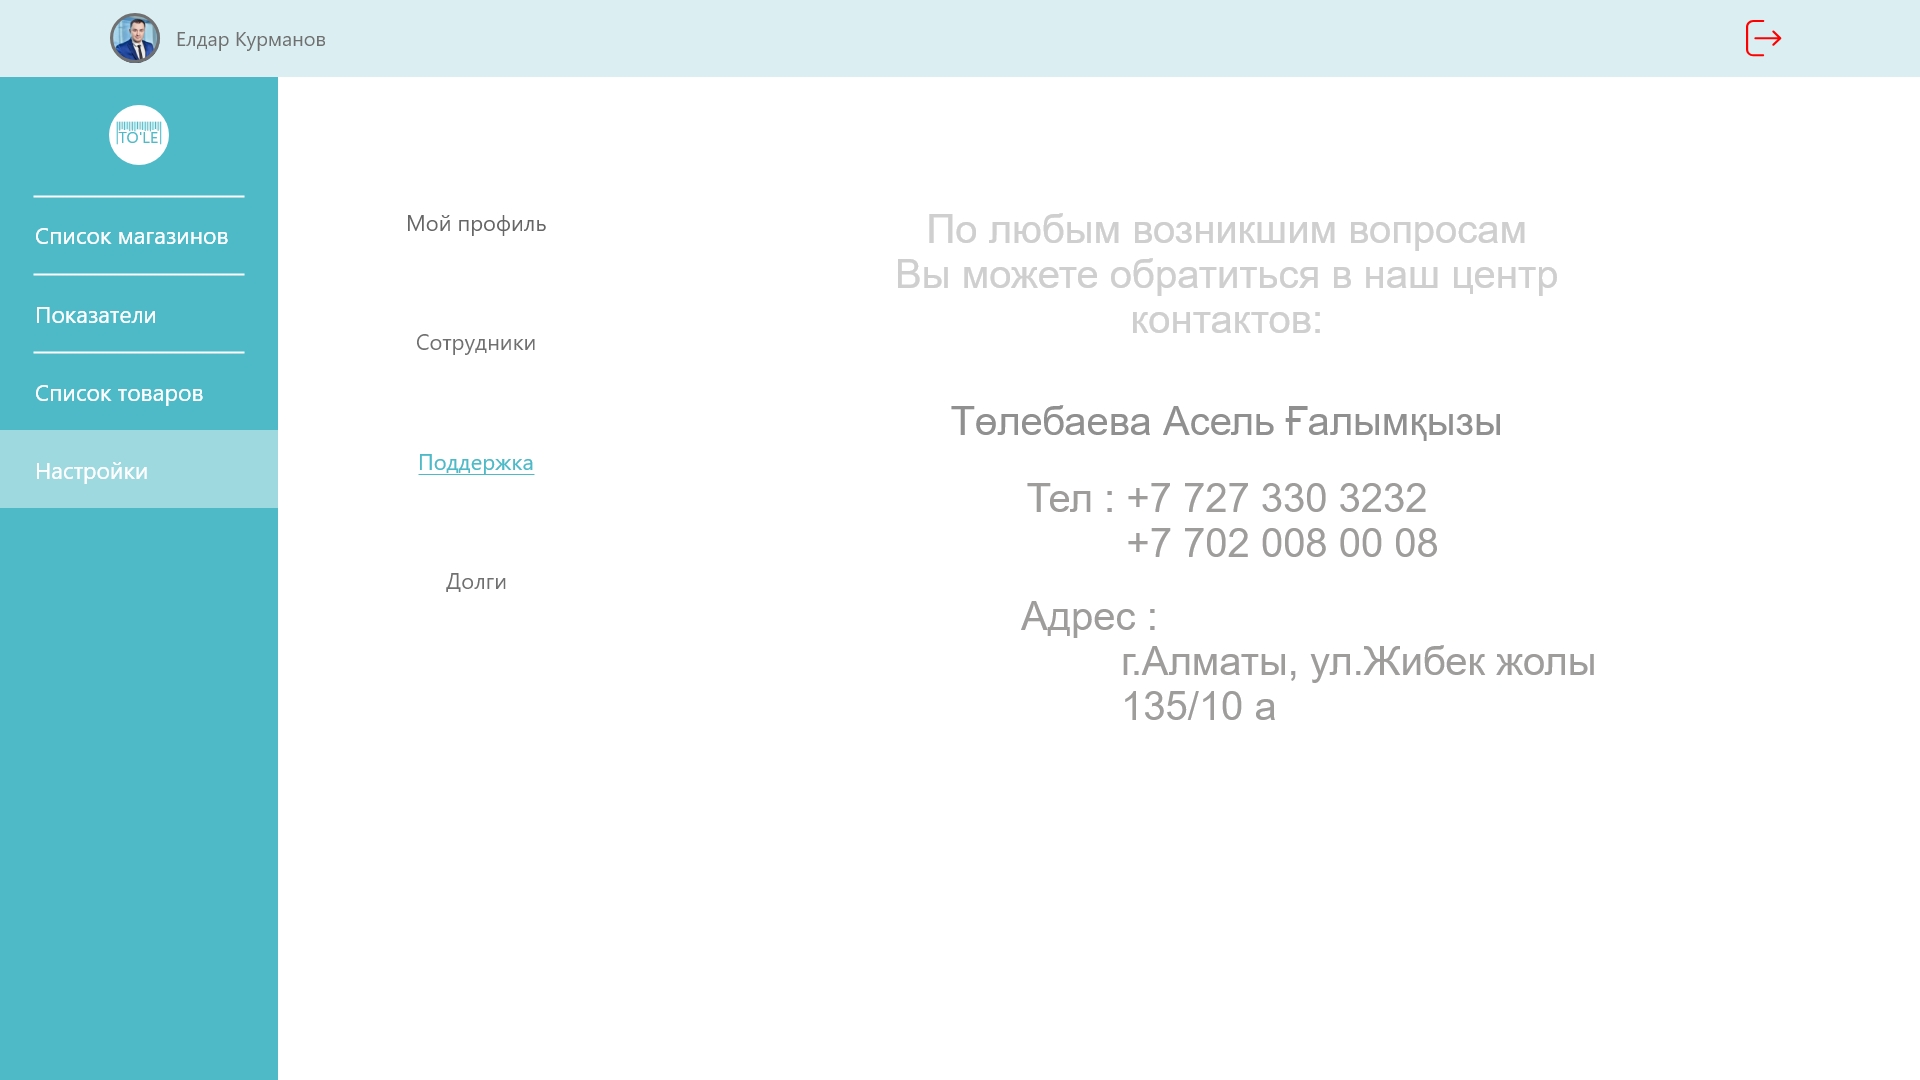 Елдар Курманов
TO'LE
Список магазинов
Показатели
Список товаров
Настройки
Мой профиль
Сотрудники
Поддержка
Долги
По любым возникшим вопросам
Вы можете обратиться в наш центр
контактов:
Төлебаева Асель Ғалымқызы
Тел : +7 727 330 3232
+7 702 008 00 08
Адрес :
г.Алматы, ул.Жибек жолы
135/10 а